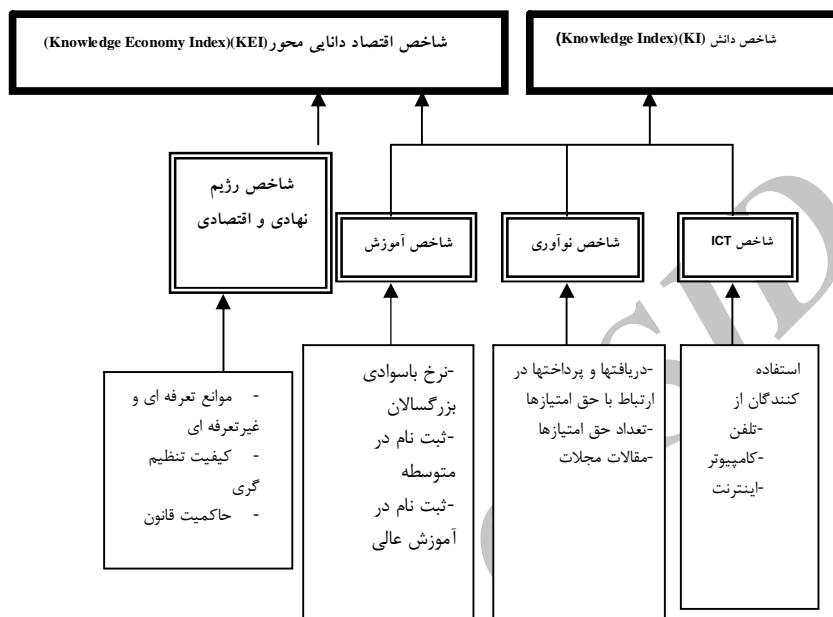 شاخص دانش (KI)(Knowledge Index)
شاخص اقتصاد دانایی محور (KEI)(Knowledge Economy Index)
شاخص رژیم
نهادی و اقتصادی
شاخص آموزش
شاخص نوآوری
شاخص ICT
استفاده
کنندگان از
-تلفن
-کامپیوتر
-اینترنت
-دریافتها و پرداختها در
ارتباط با حق امتیازها
-تعداد حق امتیازها
-مقالات مجلات
-نرخ باسوادی
بزرگسالان
-ثبت نام در
متوسطه
-ثبت نام در
آموزش عالی
- موانع تعرفه ای و
غیرتعرفه ای
- کیفیت تنظیم
گری
- حاکمیت قانون